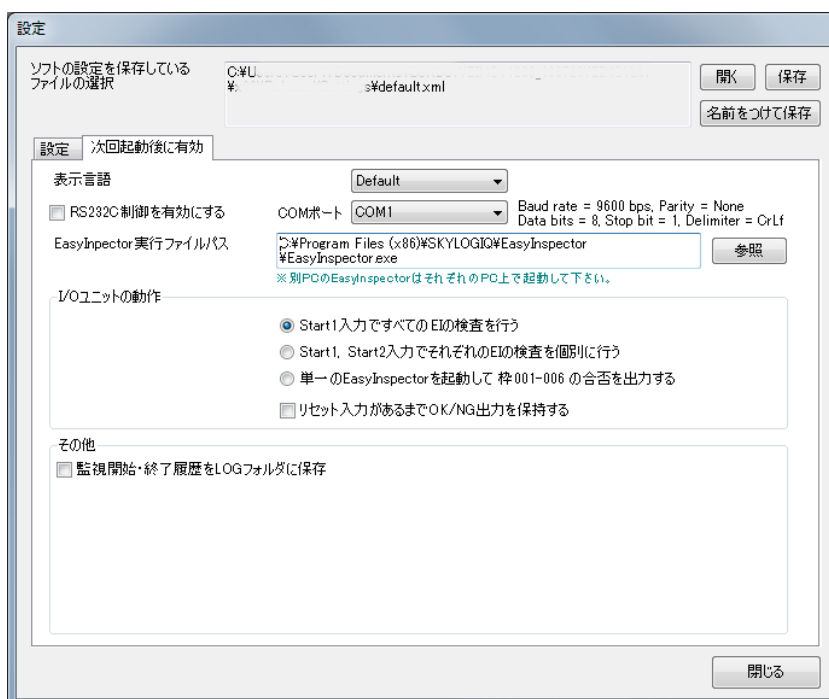 設定
ソフトの設定を保存している
ファイルの選択
C:¥U
¥ s¥default.xml
開く
保存
名前をつけて保存
設定
次回起動後に有効
表示言語
Default
RS232C制御を有効にする
COMポート
COM1
Baud rate = 9600 bps, Parity = None
Data bits = 8, Stop bit = 1, Delimiter = CrLf
EasyInpector実行ファイルパス
:¥Program Files (x86)¥SKYLOGIQ¥EasyInspector
¥EasyInspector.exe
参照
※別PCのEasyInspectorはそれぞれのPC上で起動して下さい。
I/Oユニットの動作
Start1入力ですべてのEIの検査を行う
Start1, Start2入力でそれぞれのEIの検査を個別に行う
単一のEasyInspectorを起動して 枠001-006 の合否を出力する
リセット入力があるまでOK/NG出力を保持する
その他
監視開始・終了履歴をLOGフォルダに保存
閉じる